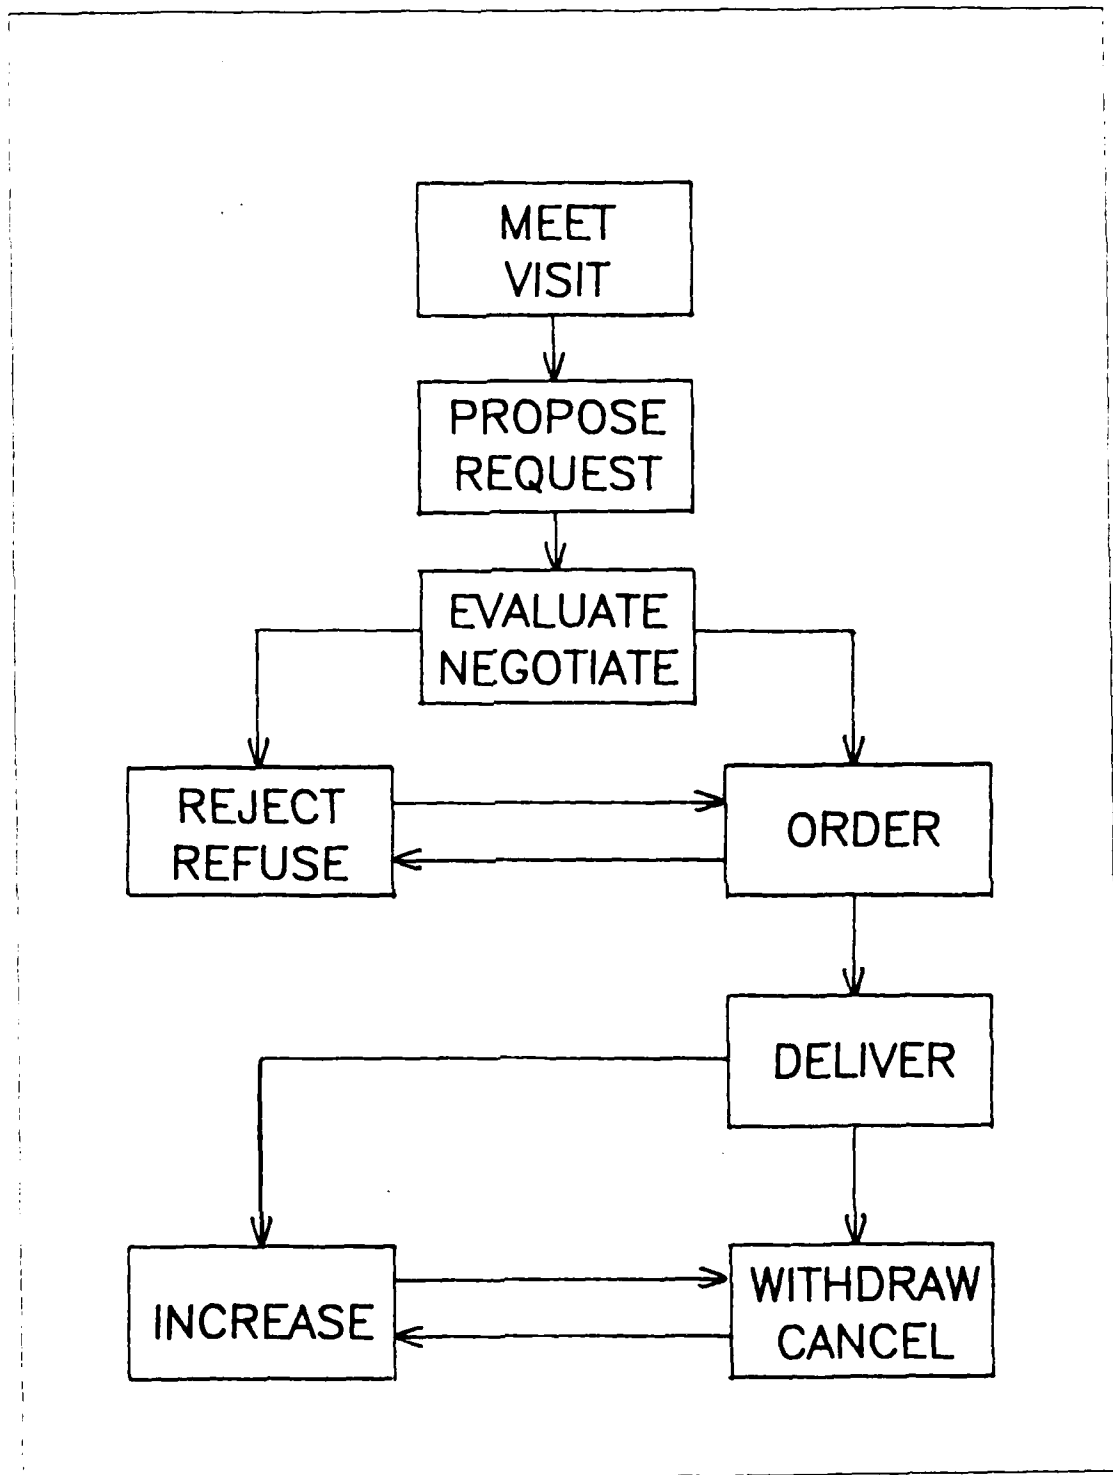 MEET
VISIT
PROPOSE
REQUEST
EVALUATE
NEGOTIATE
REJECT
REFUSE
ORDER
DELIVER
INCREASE
WITHDRAW
CANCEL